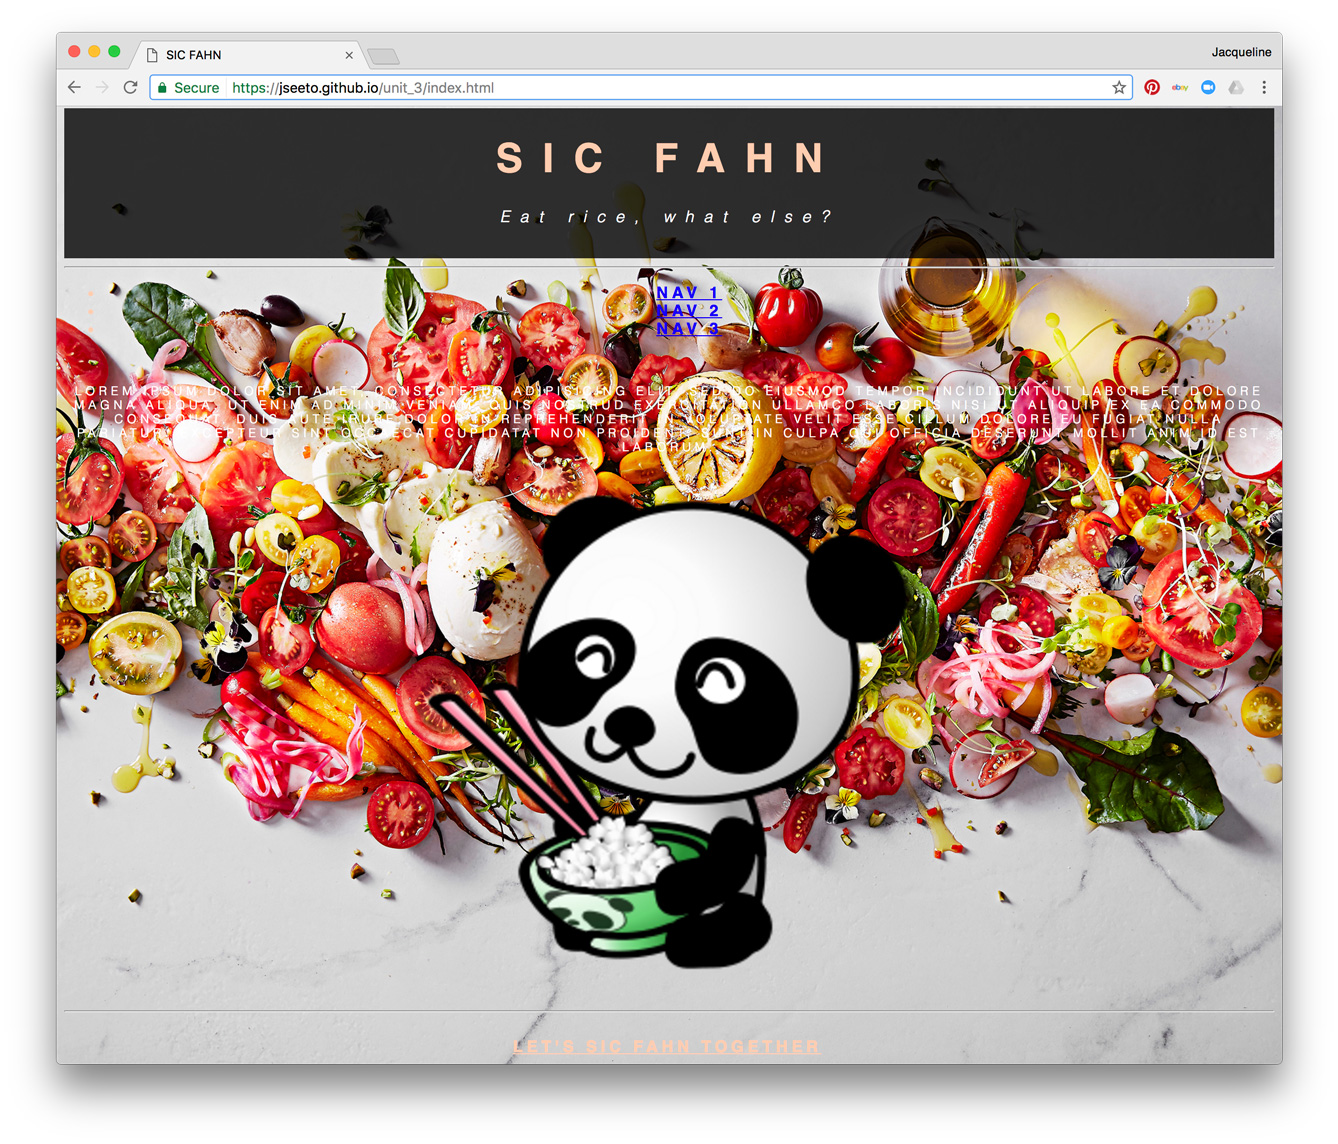 SIC FAHN
Jacqueline
Secure https://jseeto.github.io/unit_3/index.html
ebay
SIC FAHN
Eat rice, what else?
NAV 1
NAV 2
NAV 3
LOREM IPSUM DOLOR SIT AMET, CONSECTETUR ADIPISICING ELIT, SED DO EIUSMOD TEMPOR INCIDIDUNT UT LABORE ET DOLORE
MAGNA ALIQUA. UT ENIM AD MINIM VENIAM, QUIS NOSTRUD EXERCITATION ULLAMCO LABORIS NISI UT ALIQUIP EX EA COMMODO
CONSEQUAT. DUIS AUTE IRURE DOLOR IN REPREHENDERIT IN VOLUPTATE VELIT ESSE CILLUM DOLORE EU FUGIAT NULLA
PARIATUR. EXCEPTEUR SINT OCCAECAT CUPIDATAT NON PROIDENT, SUNT IN CULPA QUI OFFICIA DESERUNT MOLLIT ANIM ID EST
LABORUM.
LET'S SIC FAHN TOGETHER